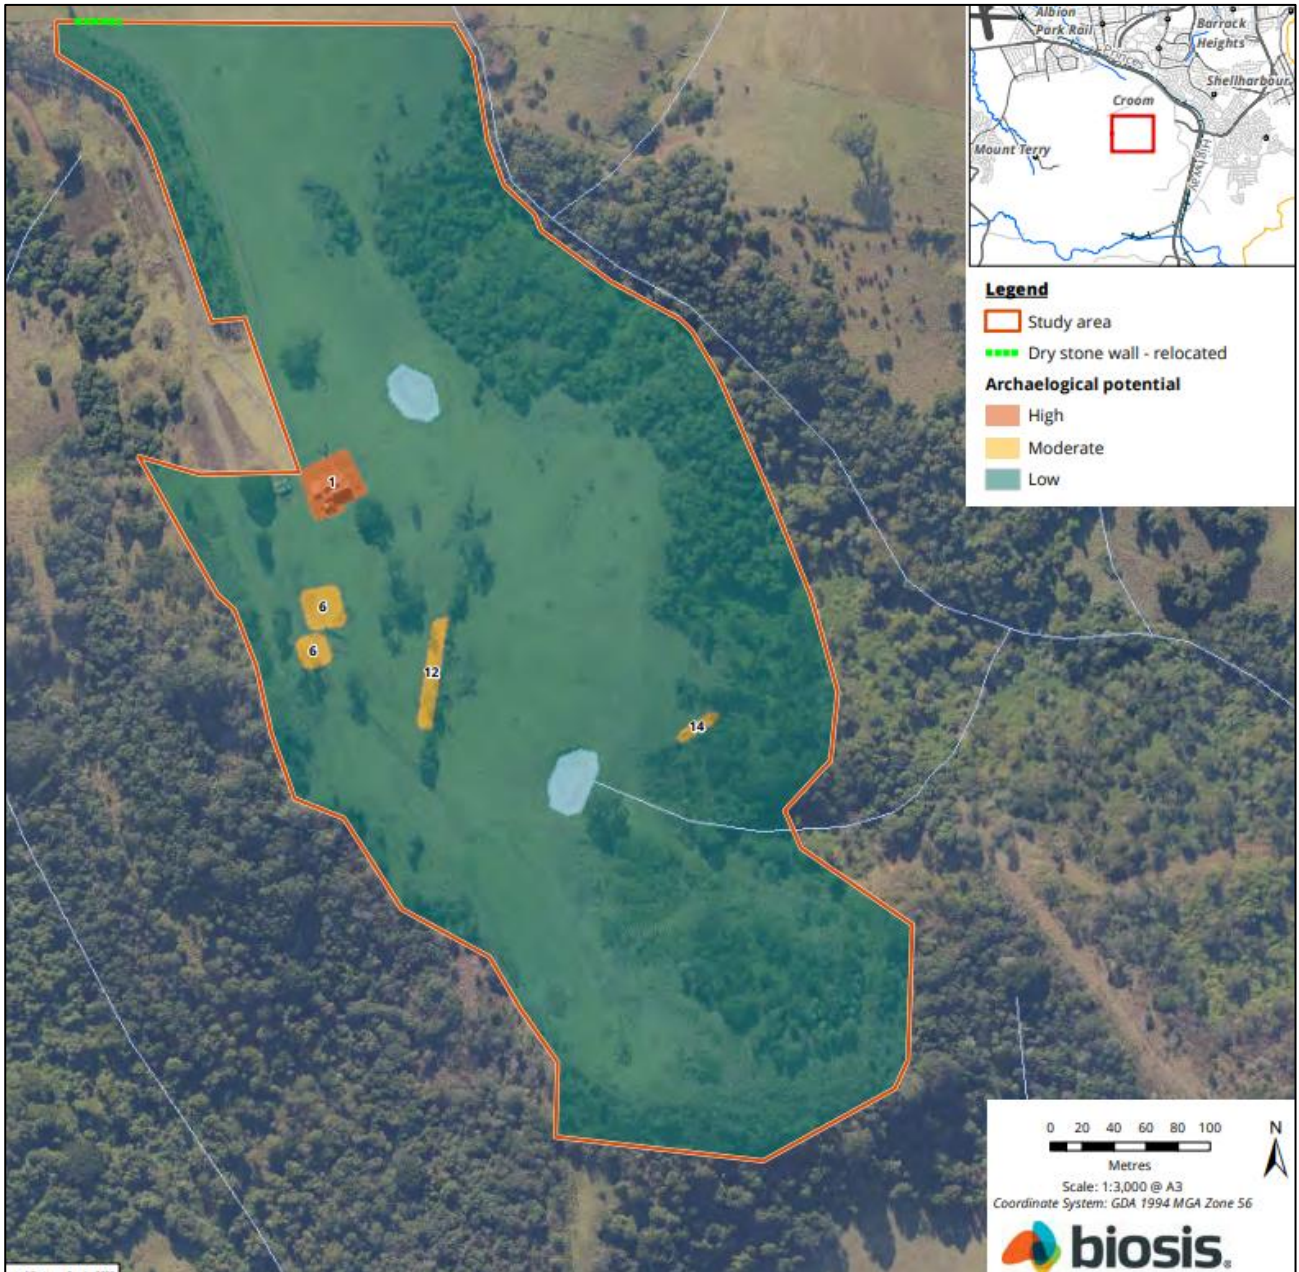 Albion
Park Rail
Barrack
Heights
Shellharbour
Croom
Mount Terry
Highway
Legend
Study area
Dry stone wall - relocated
Archaelogical potential
High
Moderate
Low
1
6
6
12
14
0 20 40 60 80 100
Metres
Scale: 1:3,000 @ A3
Coordinate System: GDA 1994 MGA Zone 56
N
biosis.